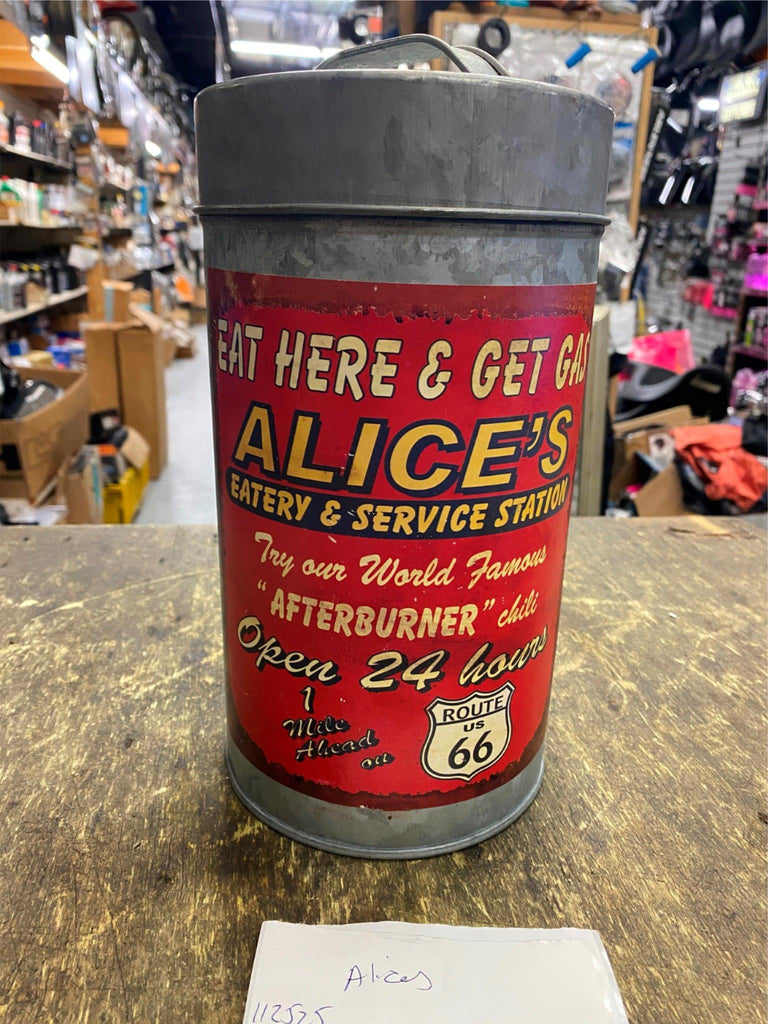 EAT HERE & GET GAS
ALICE'S
EATERY & SERVICE STATION
Try our World Famous
"AFTERBURNER" chili
Open 24 hours
1
Mile
Ahead
on
ROUTE
US
66
Alices
112525